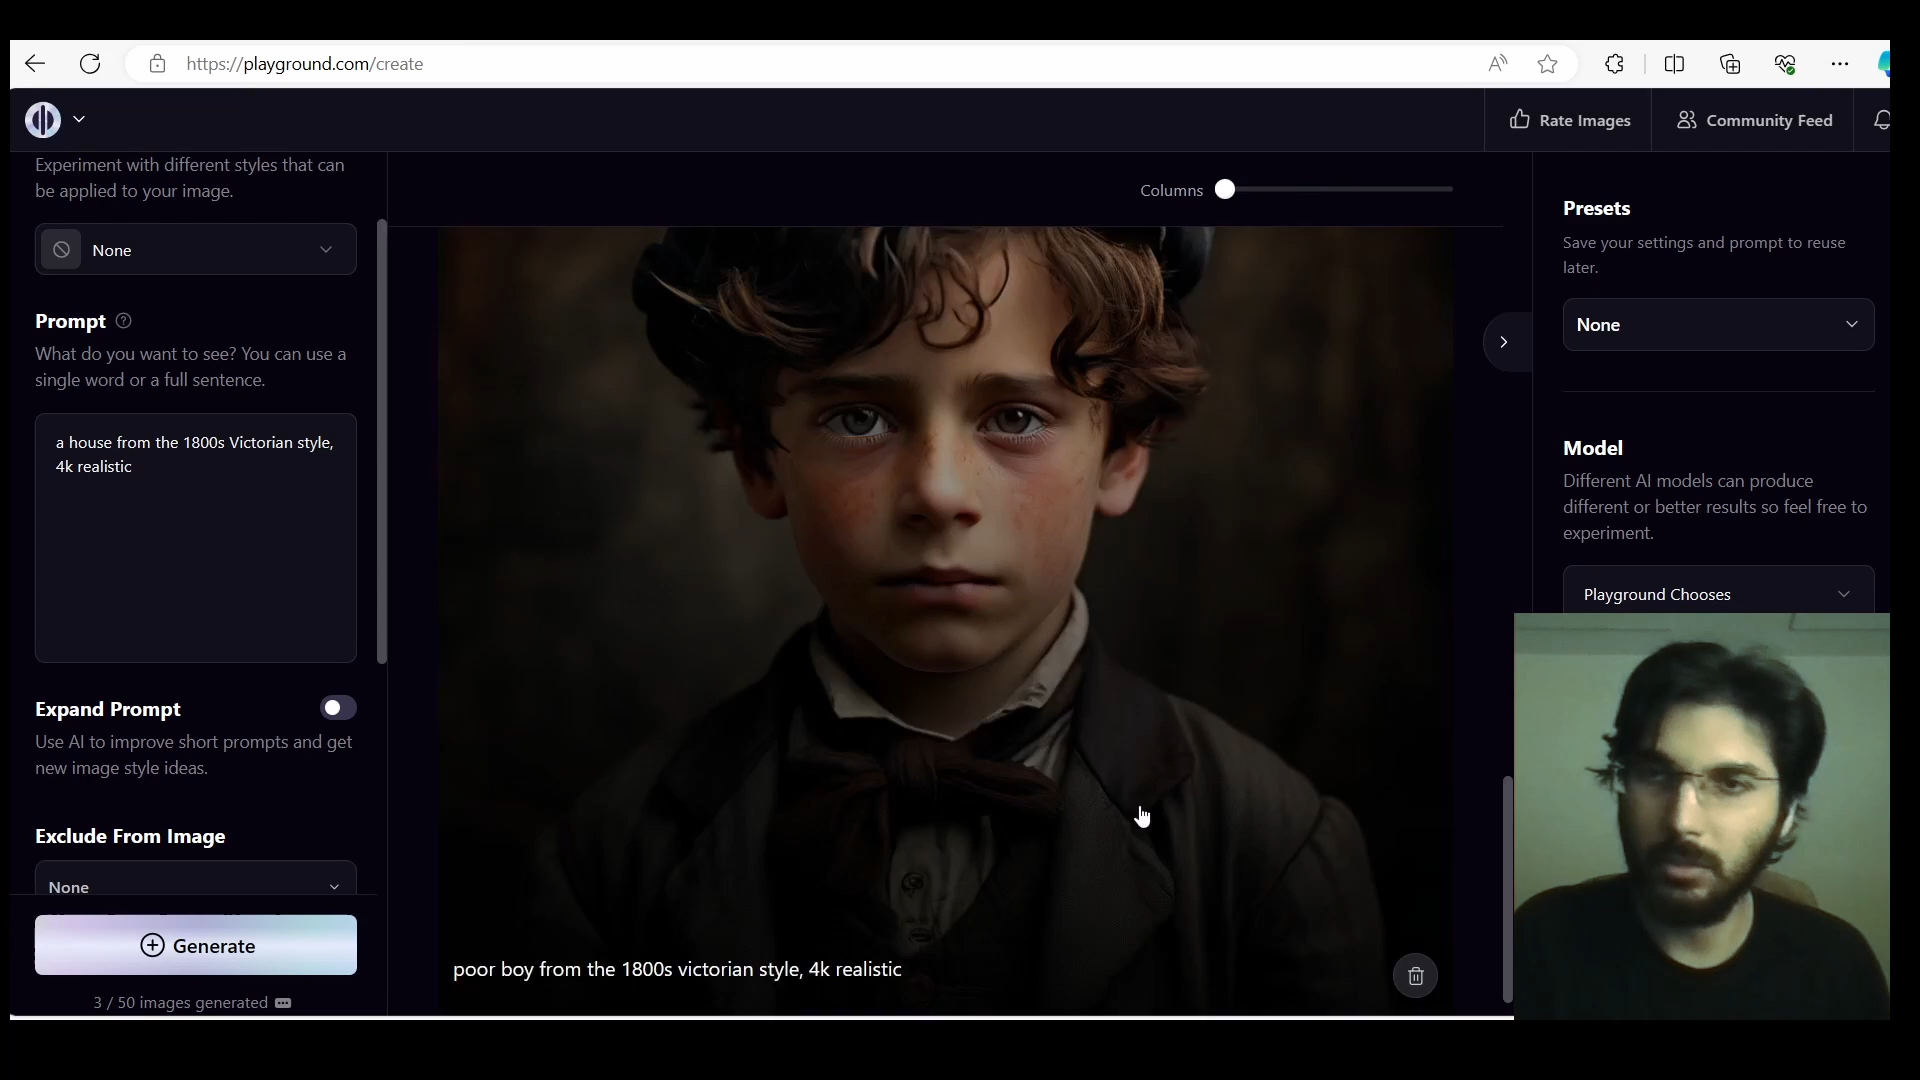 https://playground.com/create
Rate Images
Community Feed
Experiment with different styles that can
be applied to your image.
None
Prompt
What do you want to see? You can use a
single word or a full sentence.
a house from the 1800s Victorian style,
4k realistic
Expand Prompt
Use AI to improve short prompts and get
new image style ideas.
Exclude From Image
None
Generate
3 / 50 images generated
Columns
poor boy from the 1800s victorian style, 4k realistic
Presets
Save your settings and prompt to reuse
later.
None
Model
Different AI models can produce
different or better results so feel free to
experiment.
Playground Chooses